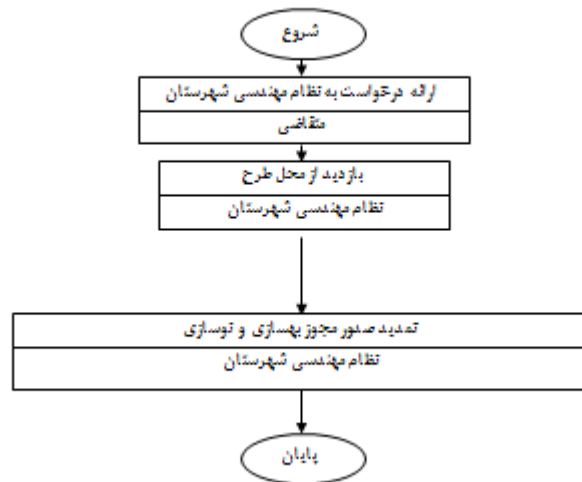 شروع
ارائه درخواست به نظام مهندسی شهرستان
متقاضی
بازدید از محل طرح
نظام مهندسی شهرستان
تمدید صدور مجوز بهسازی و نوسازی
نظام مهندسی شهرستان
پایان